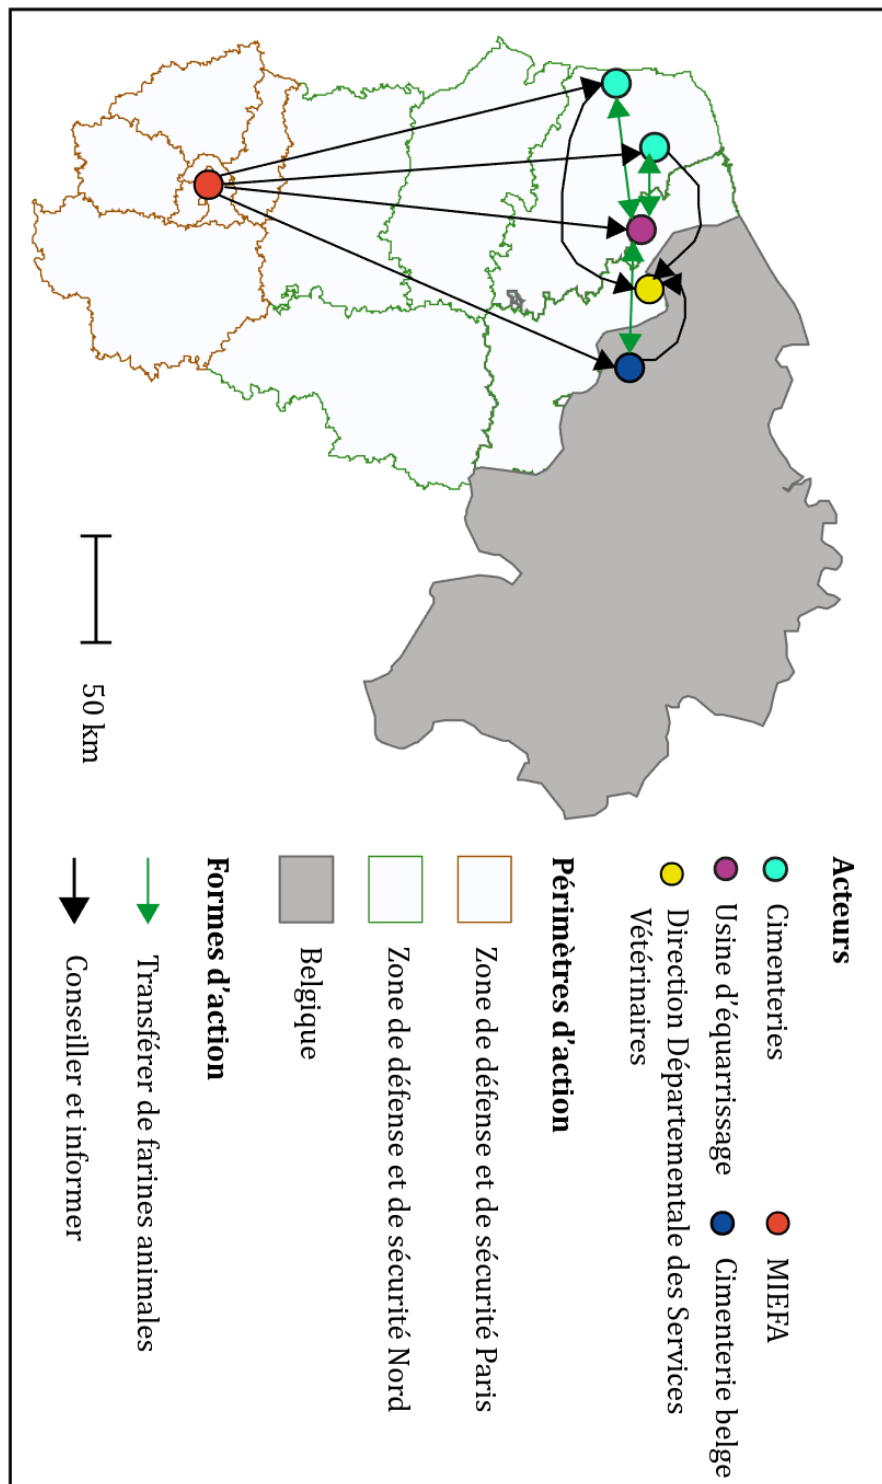 50 km
Acteurs
Cimenteries
MIEFA
Usine d'équarrissage
Cimenterie belge
Direction Départementale des Services
Vétérinaires
Périmètres d'action
Zone de défense et de sécurité Paris
Zone de défense et de sécurité Nord
Belgique
Formes d'action
Transférer de farines animales
Conseiller et informer